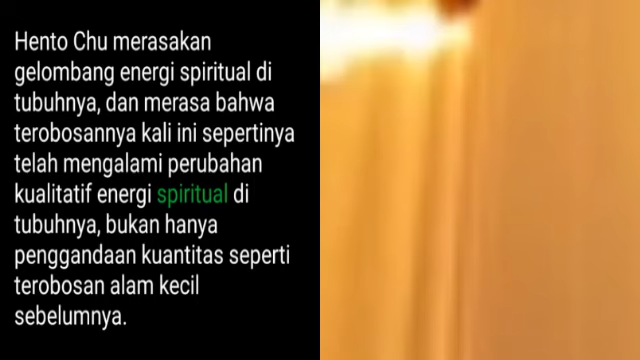 Hento Chu merasakan
gelombang energi spiritual di
tubuhnya, dan merasa bahwa
terobosannya kali ini sepertinya
telah mengalami perubahan
kualitatif energi spiritual di
tubuhnya, bukan hanya
penggandaan kuantitas seperti
terobosan alam kecil
sebelumnya.